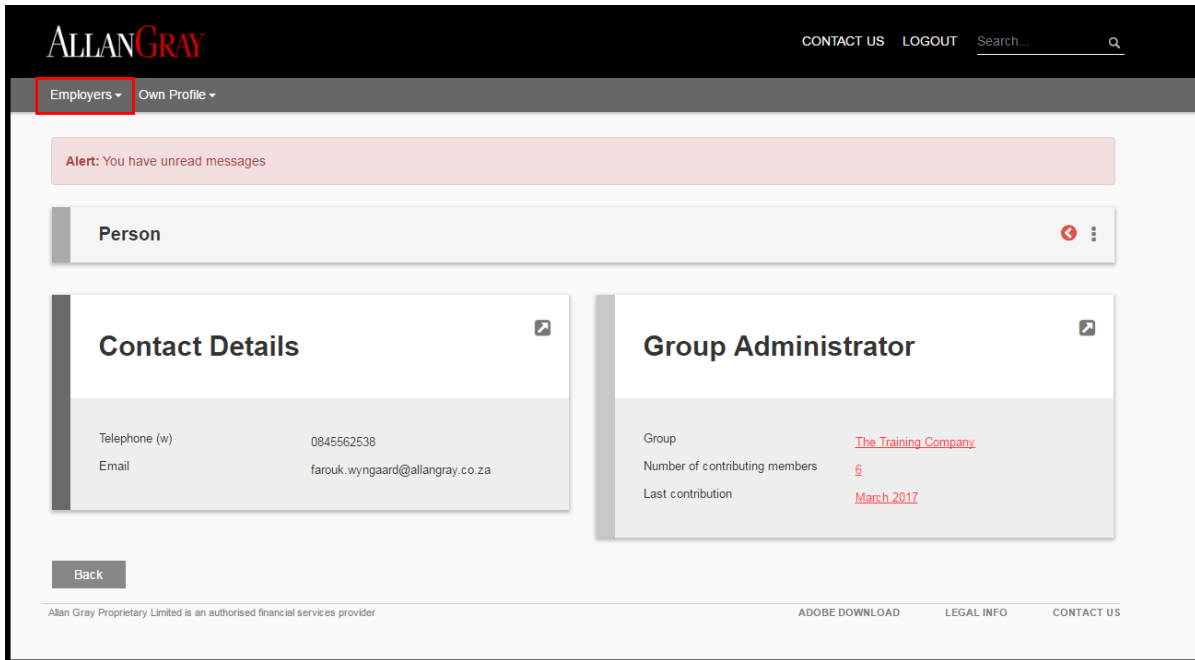 ALLANGRAY
CONTACT US LOGOUT Search...
Employers Own Profile
Alert: You have unread messages
Person
Contact Details
Telephone (w) 0845562538
Email farouk.wyngaard@allangray.co.za
Group Administrator
Group The Training Company
Number of contributing members 6
Last contribution March 2017
Back
Allan Gray Proprietary Limited is an authorised financial services provider
ADOBE DOWNLOAD LEGAL INFO CONTACT US